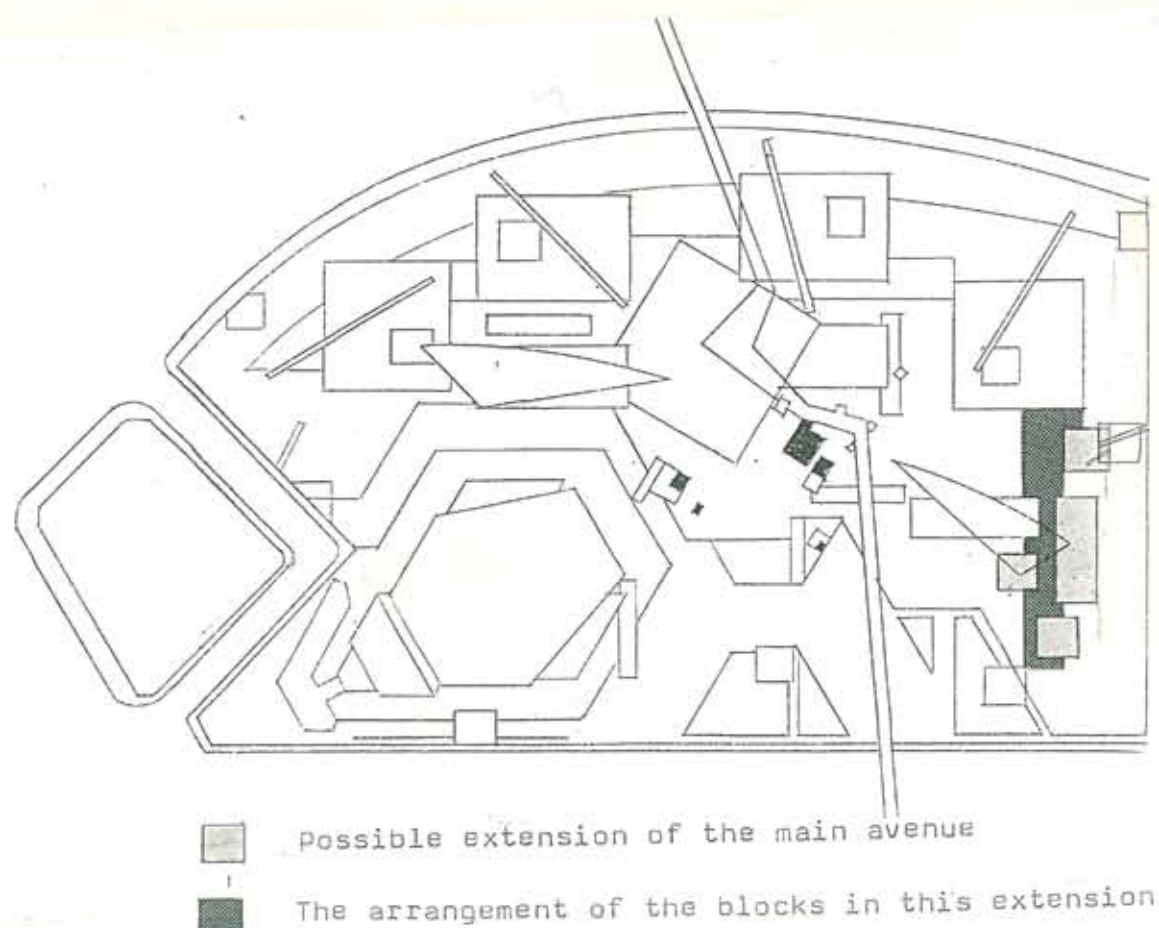 Possible extension of the main avenue
The arrangement of the blocks in this extension